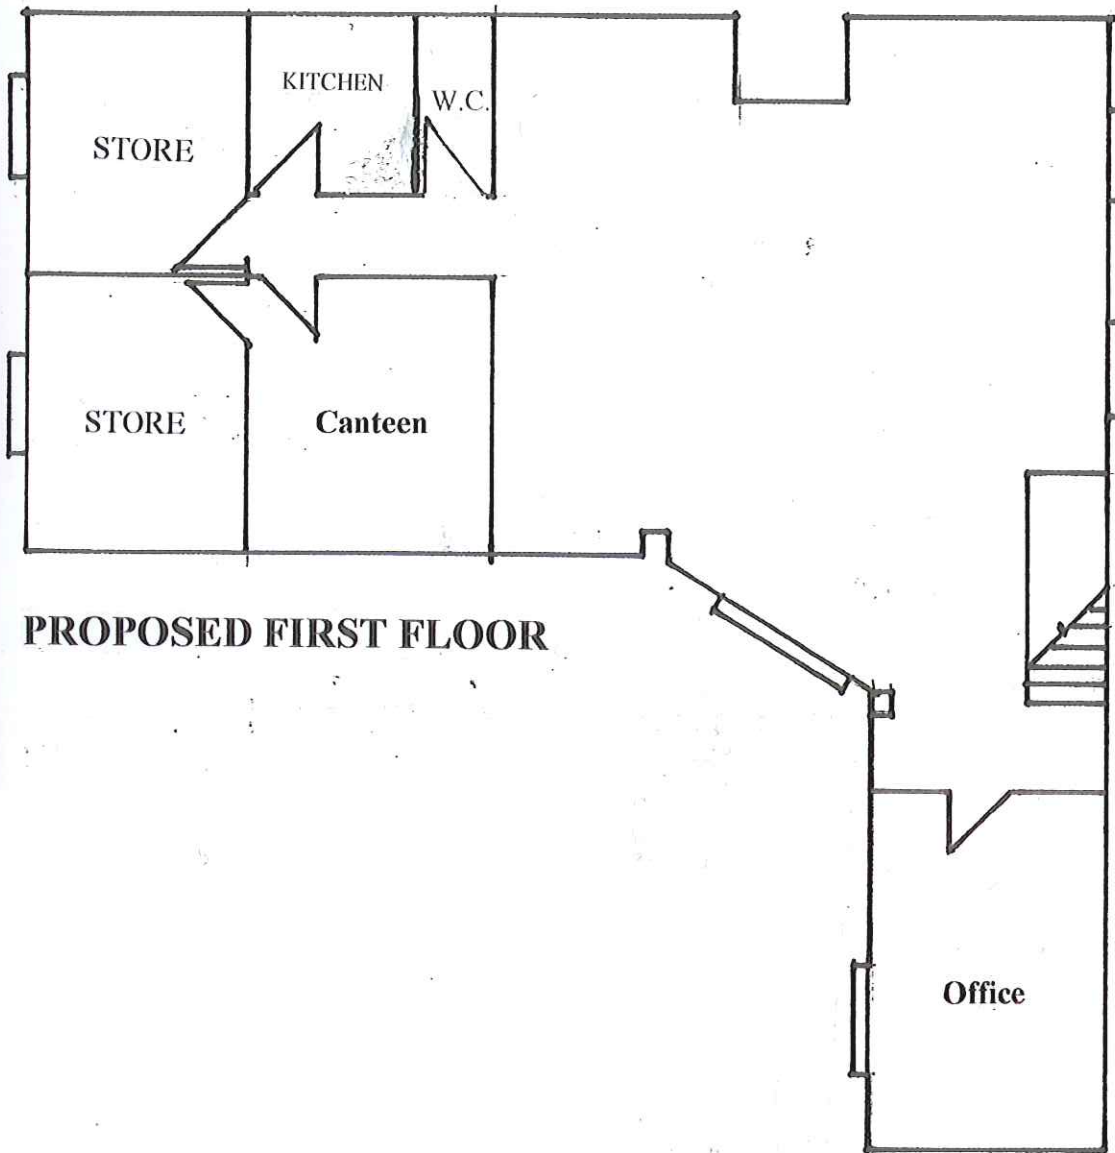 KITCHEN
W.C.
STORE
STORE
Canteen
PROPOSED FIRST FLOOR
Office